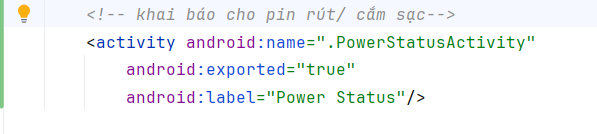 <!-- khai báo cho pin rút/ cắm sạc-->
<activity android:name=".PowerStatusActivity"
android:exported="true"
android:label="Power Status"/>